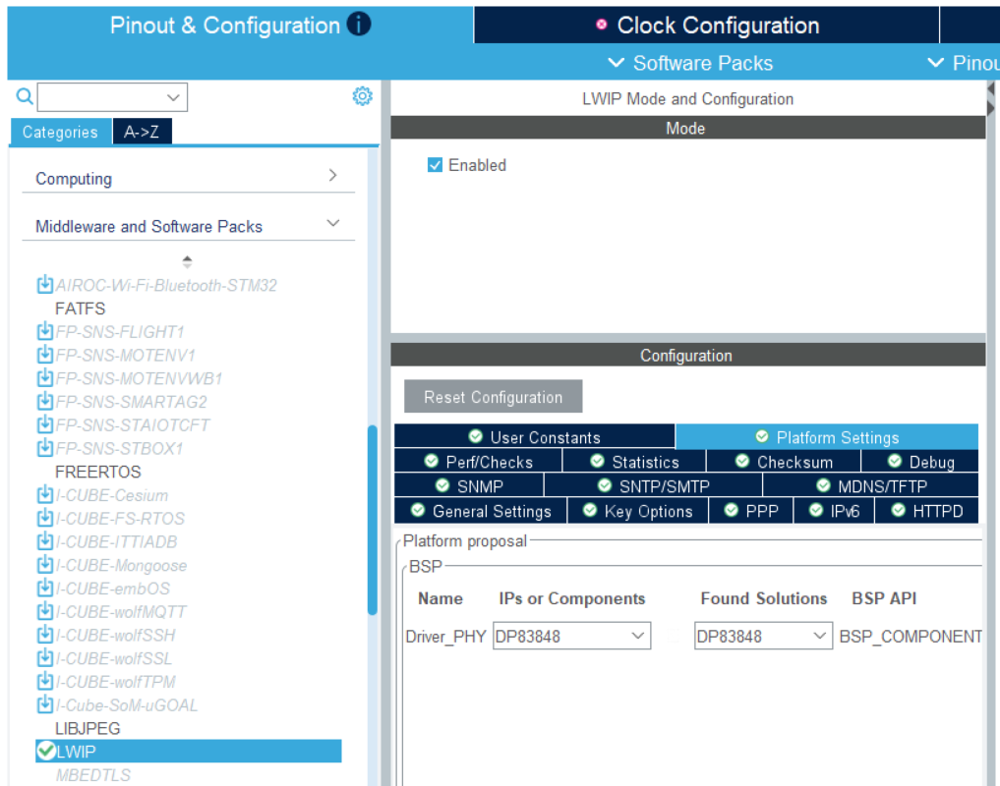 Pinout & Configuration
Clock Configuration
Software Packs
Pinou
Categories A->Z
Computing
Middleware and Software Packs
AIROC-Wi-Fi-Bluetooth-STM32
FATFS
FP-SNS-FLIGHT1
FP-SNS-MOTENV1
FP-SNS-MOTENVWB1
FP-SNS-SMARTAG2
FP-SNS-STAIOTCFT
FP-SNS-STBOX1
FREERTOS
I-CUBE-Cesium
I-CUBE-FS-RTOS
I-CUBE-ITTIADB
I-CUBE-Mongoose
I-CUBE-embOS
I-CUBE-wolfMQTT
I-CUBE-wolfSSH
I-CUBE-wolfSSL
I-CUBE-wolfTPM
I-Cube-SoM-uGOAL
LIBJPEG
LWIP
MBEDTLS
LWIP Mode and Configuration
Mode
Enabled
Configuration
Reset Configuration
User Constants Platform Settings
Perf/Checks Statistics Checksum Debug
SNMP SNTP/SMTP MDNS/TFTP
General Settings Key Options PPP IPv6 HTTPD
Platform proposal
BSP
Name IPs or Components Found Solutions BSP API
Driver_PHY DP83848 DP83848 BSP_COMPONENT